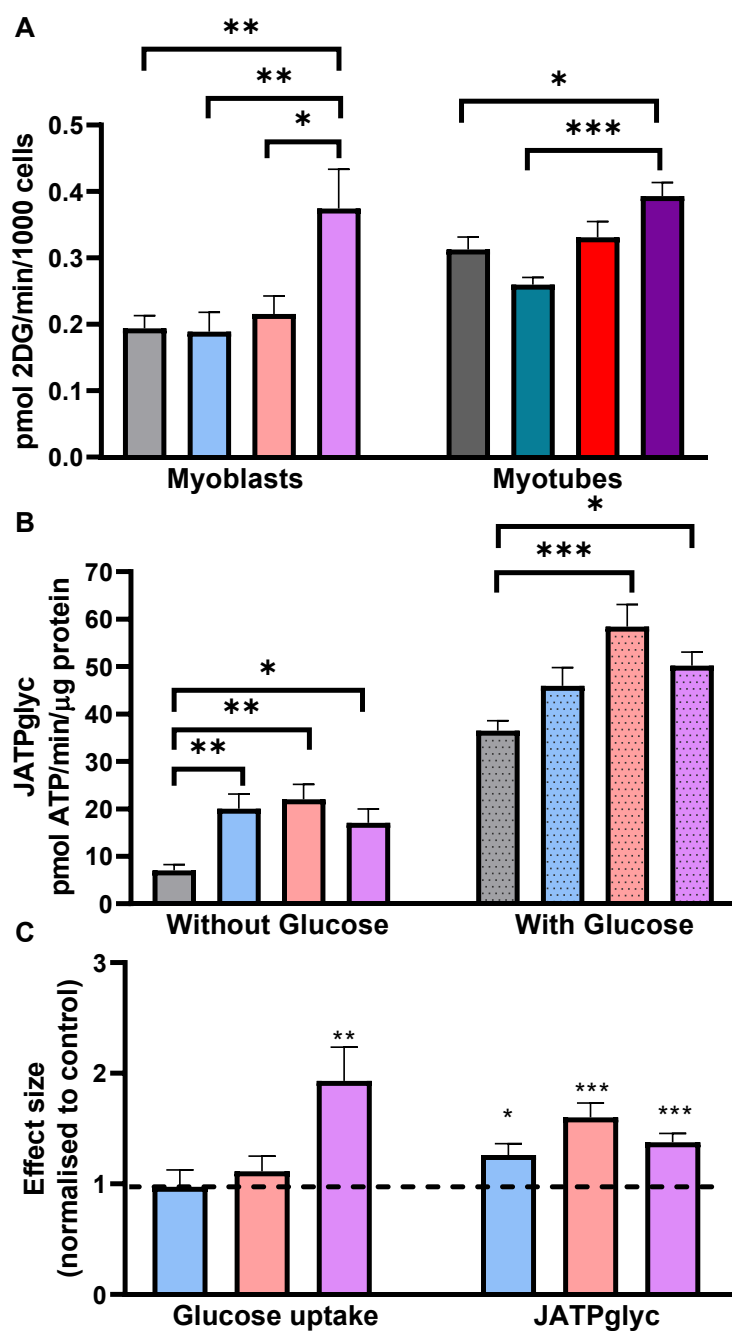 A
**
**
*
*
***
pmol 2DG/min/1000 cells
0.5
0.4
0.3
0.2
0.1
0.0
Myoblasts Myotubes
B
*
***
*
**
**
JATPglyc
pmol ATP/min/µg protein
70
60
50
40
30
20
10
0
Without Glucose With Glucose
C
Effect size
(normalised to control)
3
2
1
0
**
*
***
***
Glucose uptake JATPglyc